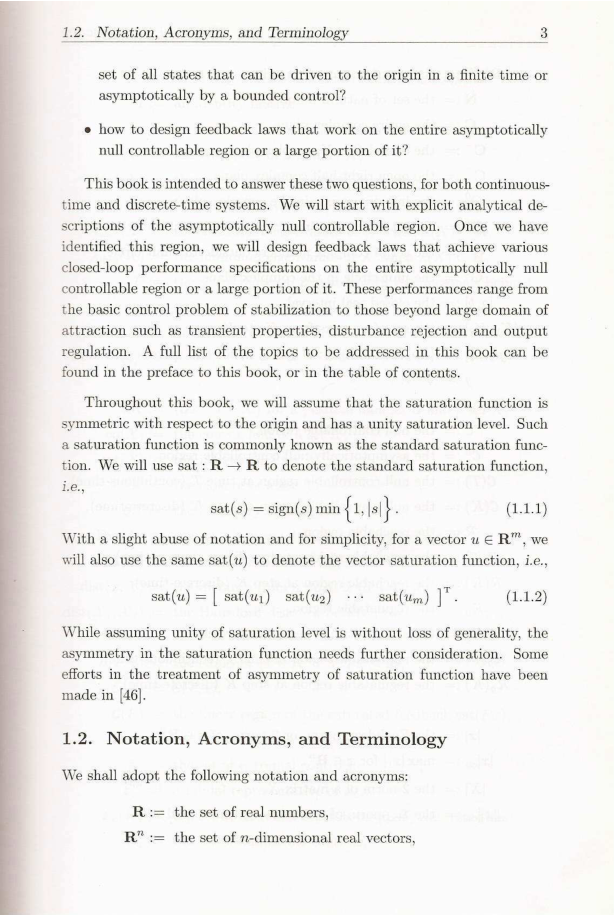 1.2. Notation, Acronyms, and Terminology 3
set of all states that can be driven to the origin in a finite time or
asymptotically by a bounded control?
• how to design feedback laws that work on the entire asymptotically
null controllable region or a large portion of it?
This book is intended to answer these two questions, for both continuous-
time and discrete-time systems. We will start with explicit analytical de-
scriptions of the asymptotically null controllable region. Once we have
identified this region, we will design feedback laws that achieve various
closed-loop performance specifications on the entire asymptotically null
controllable region or a large portion of it. These performances range from
the basic control problem of stabilization to those beyond large domain of
attraction such as transient properties, disturbance rejection and output
regulation. A full list of the topics to be addressed in this book can be
found in the preface to this book, or in the table of contents.
Throughout this book, we will assume that the saturation function is
symmetric with respect to the origin and has a unity saturation level. Such
a saturation function is commonly known as the standard saturation func-
tion. We will use sat : R → R to denote the standard saturation function,
i.e.,
sat(s) = sign(s) min {1, |s|} . (1.1.1)
With a slight abuse of notation and for simplicity, for a vector u ∈ Rᵐ, we
will also use the same sat(u) to denote the vector saturation function, i.e.,
sat(u) = [ sat(u₁) sat(u₂) ··· sat(uₘ) ]ᵀ . (1.1.2)
While assuming unity of saturation level is without loss of generality, the
asymmetry in the saturation function needs further consideration. Some
efforts in the treatment of asymmetry of saturation function have been
made in [46].
1.2. Notation, Acronyms, and Terminology
We shall adopt the following notation and acronyms:
R := the set of real numbers,
Rⁿ := the set of n-dimensional real vectors,